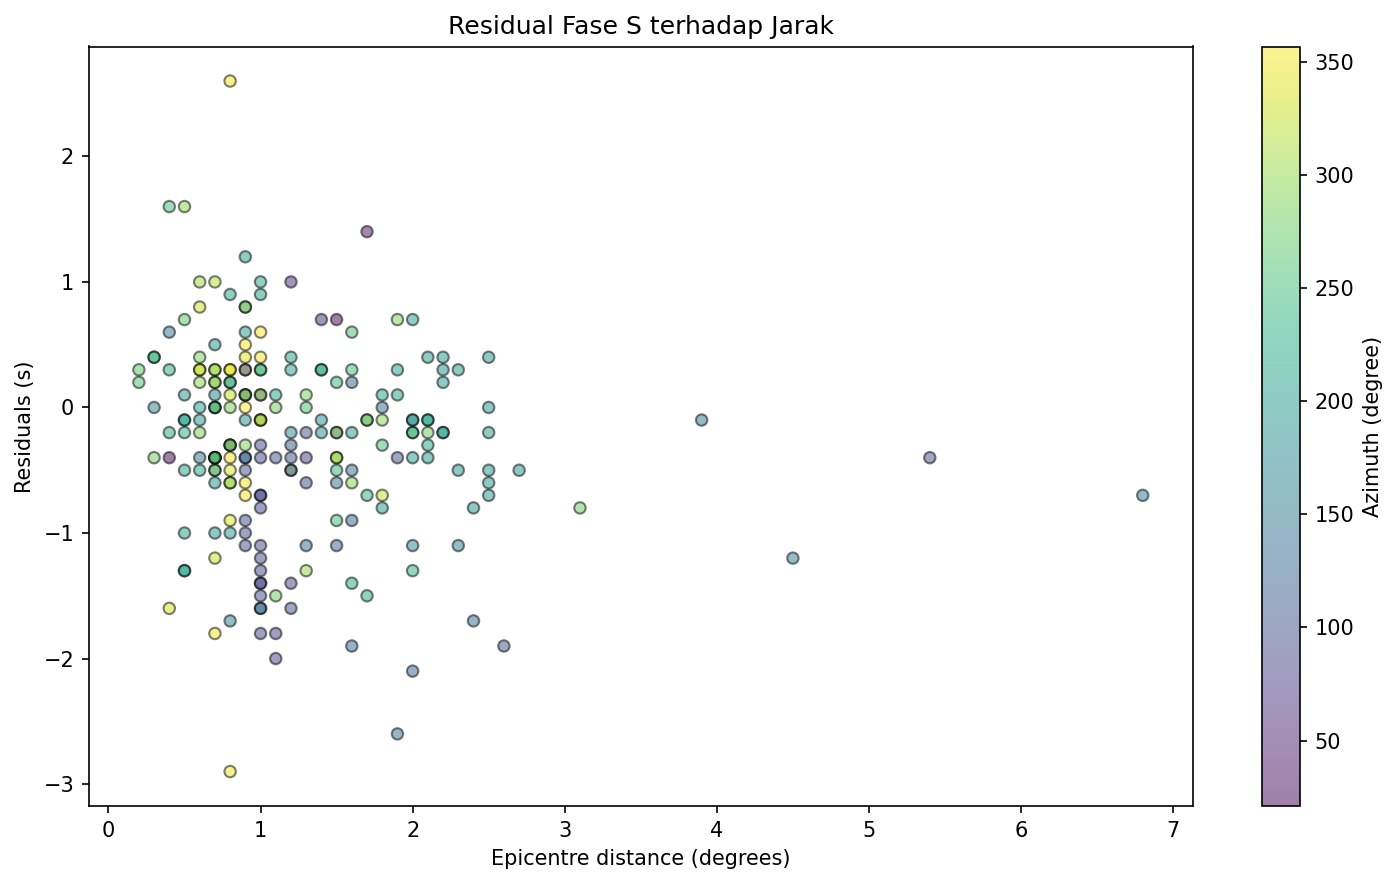 Residual Fase S terhadap Jarak
Residuals (s)
2
1
0
−1
−2
−3
0 1 2 3 4 5 6 7
Epicentre distance (degrees)
350
300
250
200
150
100
50
Azimuth (degree)